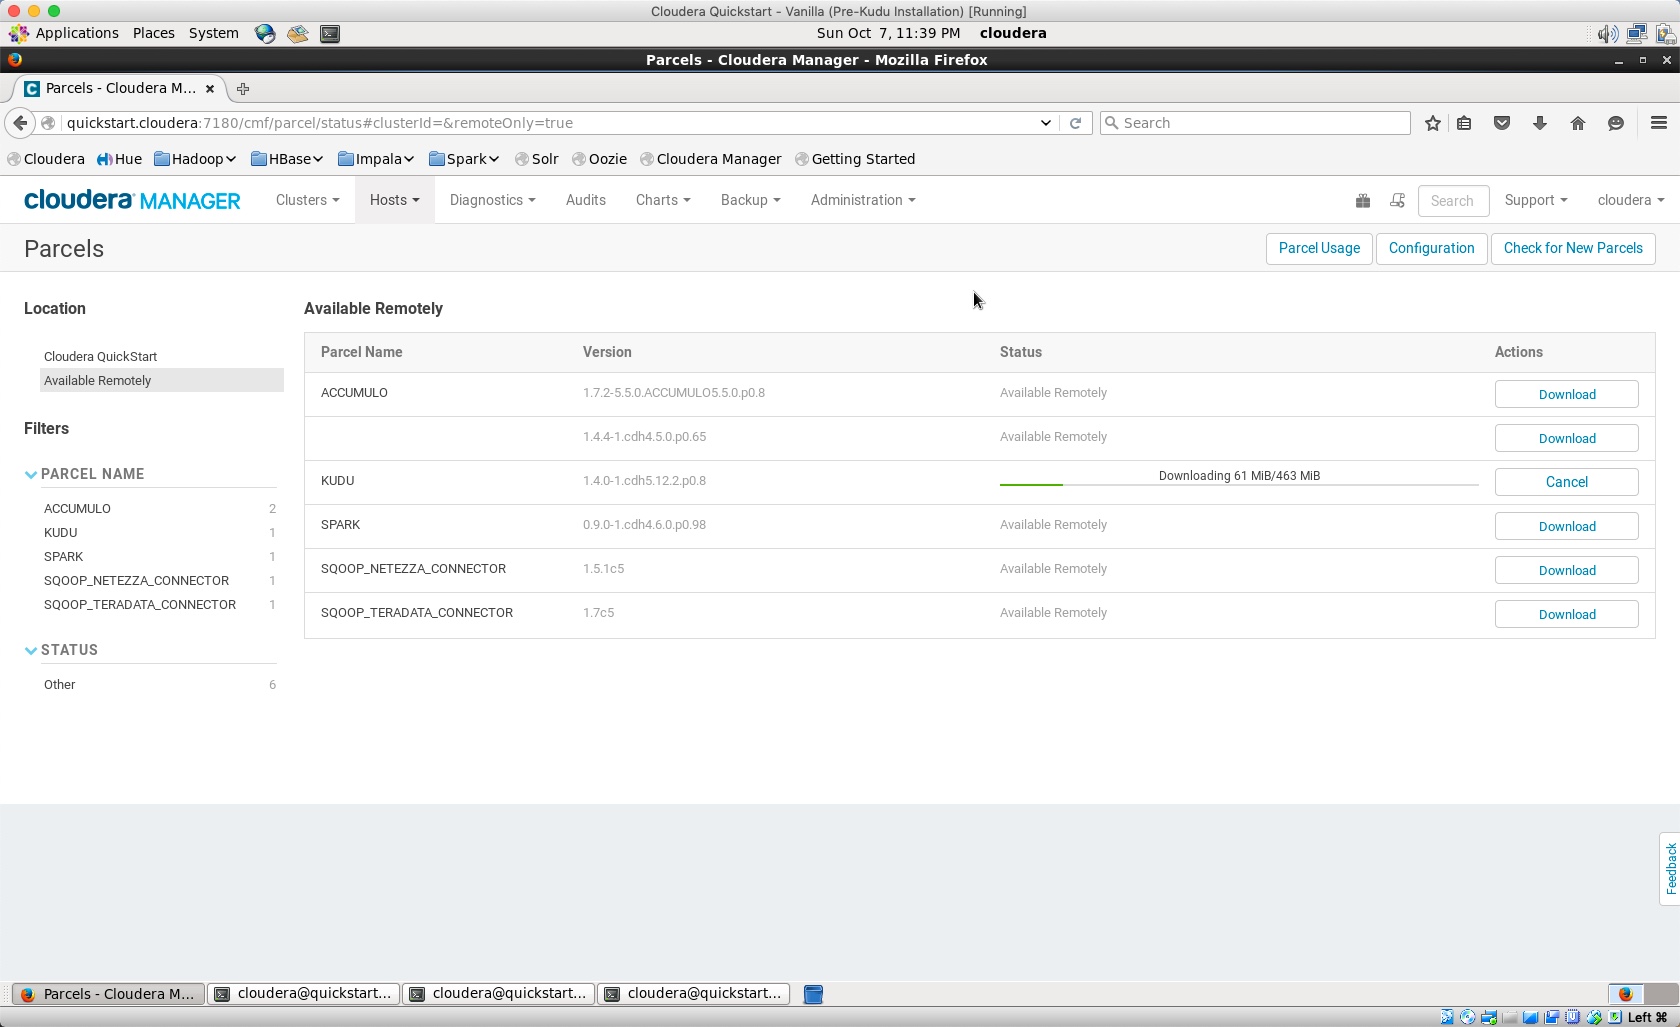 Cloudera Quickstart - Vanilla (Pre-Kudu Installation) [Running]
Applications Places System Sun Oct 7, 11:39 PM cloudera
Parcels - Cloudera Manager - Mozilla Firefox
Parcels - Cloudera M...
quickstart.cloudera:7180/cmf/parcel/status#clusterId=&remoteOnly=true Search
Cloudera Hue Hadoop HBase Impala Spark Solr Oozie Cloudera Manager Getting Started
cloudera MANAGER Clusters Hosts Diagnostics Audits Charts Backup Administration Search Support cloudera
Parcels Parcel Usage Configuration Check for New Parcels
Location
Cloudera QuickStart
Available Remotely
Filters
PARCEL NAME
ACCUMULO 2
KUDU 1
SPARK 1
SQOOP_NETEZZA_CONNECTOR 1
SQOOP_TERADATA_CONNECTOR 1
STATUS
Other 6
Available Remotely
Parcel Name Version Status Actions
ACCUMULO 1.7.2-5.5.0.ACCUMULO5.5.0.p0.8 Available Remotely Download
1.4.4-1.cdh4.5.0.p0.65 Available Remotely Download
KUDU 1.4.0-1.cdh5.12.2.p0.8 Downloading 61 MiB/463 MiB Cancel
SPARK 0.9.0-1.cdh4.6.0.p0.98 Available Remotely Download
SQOOP_NETEZZA_CONNECTOR 1.5.1c5 Available Remotely Download
SQOOP_TERADATA_CONNECTOR 1.7c5 Available Remotely Download
Feedback
Parcels - Cloudera M... cloudera@quickstart... cloudera@quickstart... cloudera@quickstart...
Left ⌘